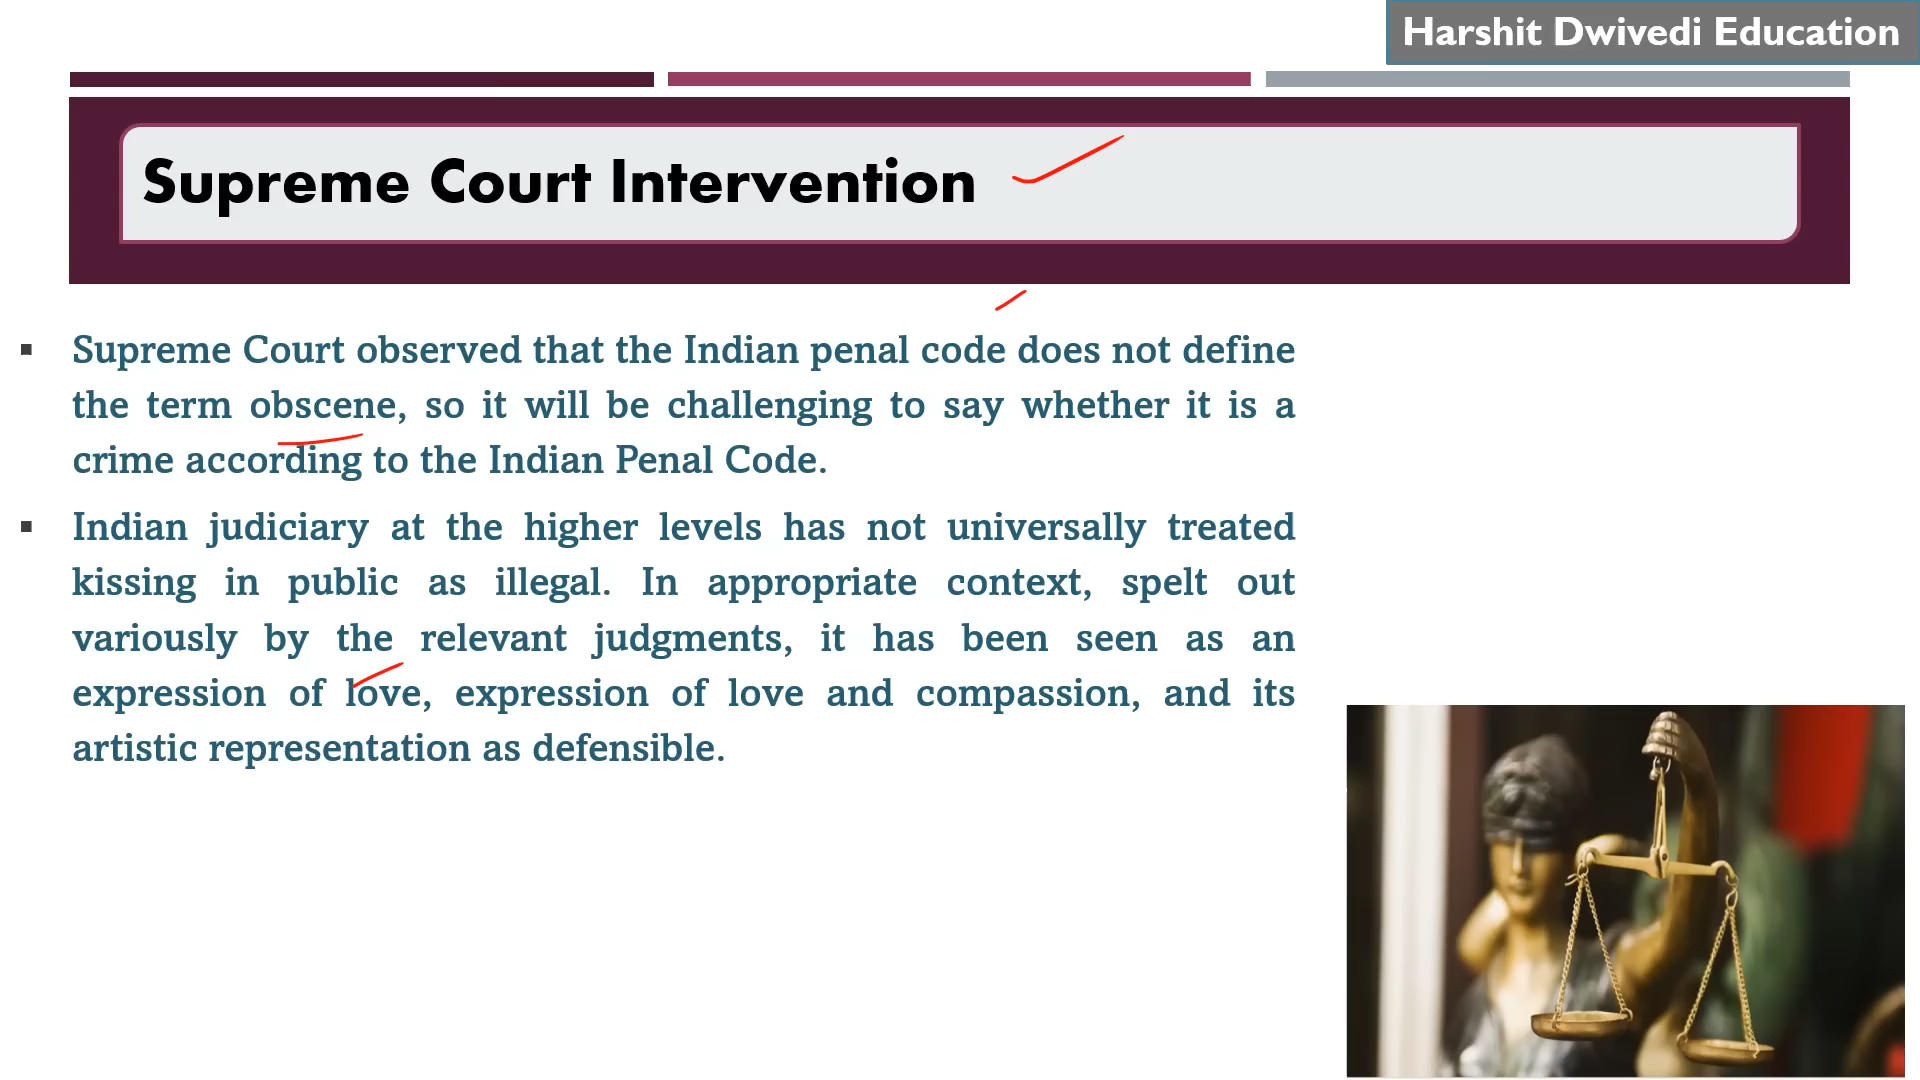 Harshit Dwivedi Education
Supreme Court Intervention
▪ Supreme Court observed that the Indian penal code does not define
the term obscene, so it will be challenging to say whether it is a
crime according to the Indian Penal Code.
▪ Indian judiciary at the higher levels has not universally treated
kissing in public as illegal. In appropriate context, spelt out
variously by the relevant judgments, it has been seen as an
expression of love, expression of love and compassion, and its
artistic representation as defensible.